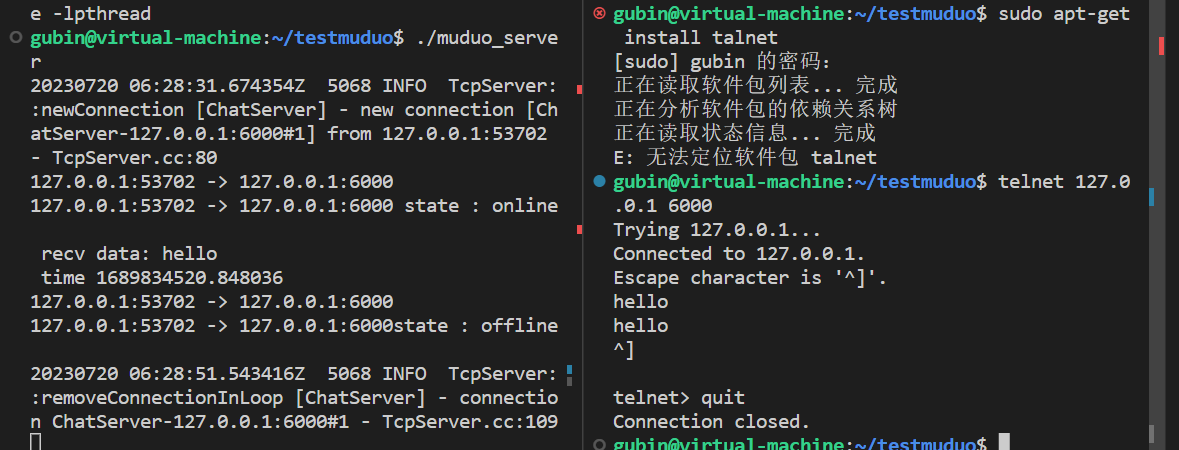 e -lpthread
gubin@virtual-machine:~/testmuduo$ ./muduo_serve
r
20230720 06:28:31.674354Z  5068 INFO  TcpServer:
:newConnection [ChatServer] - new connection [Ch
atServer-127.0.0.1:6000#1] from 127.0.0.1:53702
- TcpServer.cc:80
127.0.0.1:53702 -> 127.0.0.1:6000
127.0.0.1:53702 -> 127.0.0.1:6000 state : online
recv data: hello
time 1689834520.848036
127.0.0.1:53702 -> 127.0.0.1:6000
127.0.0.1:53702 -> 127.0.0.1:6000state : offline
20230720 06:28:51.543416Z  5068 INFO  TcpServer:
:removeConnectionInLoop [ChatServer] - connectio
n ChatServer-127.0.0.1:6000#1 - TcpServer.cc:109
gubin@virtual-machine:~/testmuduo$ sudo apt-get
install talnet
[sudo] gubin 的密码：
正在读取软件包列表... 完成
正在分析软件包的依赖关系树
正在读取状态信息... 完成
E: 无法定位软件包 talnet
gubin@virtual-machine:~/testmuduo$ telnet 127.0
.0.1 6000
Trying 127.0.0.1...
Connected to 127.0.0.1.
Escape character is '^]'.
hello
hello
^]
telnet> quit
Connection closed.
gubin@virtual-machine:~/testmuduo$